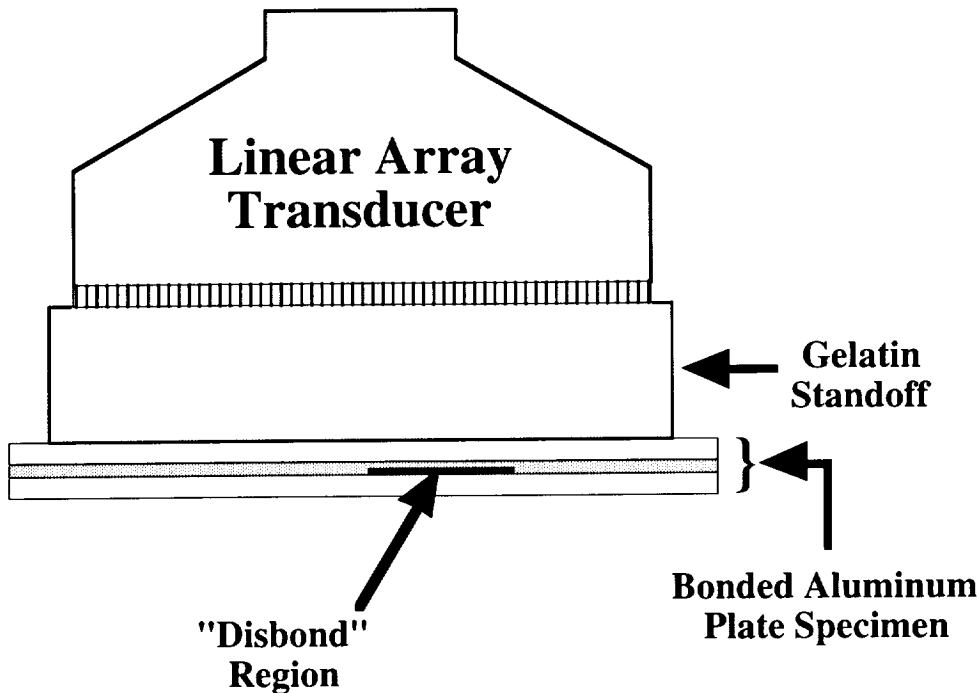 Linear Array
Transducer
Gelatin
Standoff
Bonded Aluminum
Plate Specimen
"Disbond"
Region